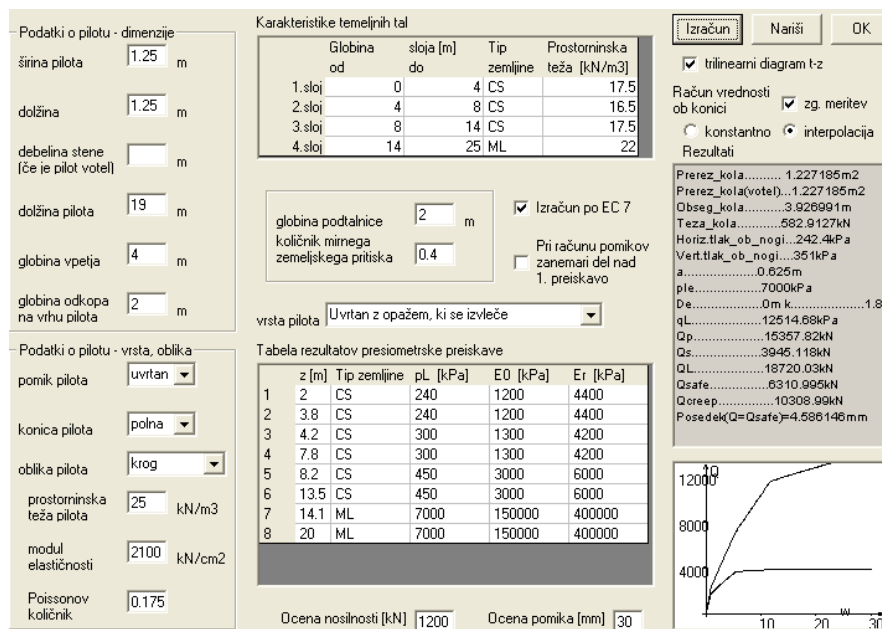 Podatki o pilotu - dimenzije
širina pilota 1.25 m
dolžina 1.25 m
debelina stene
(če je pilot votel) m
dolžina pilota 19 m
globina vpetja 4 m
globina odkopa
na vrhu pilota 2 m
Podatki o pilotu - vrsta, oblika
pomik pilota uvrtan
konica pilota polna
oblika pilota krog
prostorninska
teža pilota 25 kN/m3
modul
elastičnosti 2100 kN/cm2
Poissonov
količnik 0.175
Karakteristike temeljnih tal
Globina sloja [m] Tip Prostorninska
od do zemljine teža [kN/m3]
1.sloj 0 4 CS 17.5
2.sloj 4 8 CS 16.5
3.sloj 8 14 CS 17.5
4.sloj 14 25 ML 22
globina podtalnice 2 m
količnik mirnega
zemeljskega pritiska 0.4
Izračun po EC 7
Pri računu pomikov
zanemari del nad
1. preiskavo
vrsta pilota Uvrtan z opažem, ki se izvleče
Tabela rezultatov presiometrske preiskave
z [m] Tip zemljine pL [kPa] E0 [kPa] Er [kPa]
1 2 CS 240 1200 4400
2 3.8 CS 240 1200 4400
3 4.2 CS 300 1300 4200
4 7.8 CS 300 1300 4200
5 8.2 CS 450 3000 6000
6 13.5 CS 450 3000 6000
7 14.1 ML 7000 150000 400000
8 20 ML 7000 150000 400000
Ocena nosilnosti [kN] 1200 Ocena pomika [mm] 30
Izračun Nariši OK
trilinearni diagram t-z
Račun vrednosti
ob konici zg. meritev
konstantno interpolacija
Rezultati
Prerez_kola.......... 1.227185m2
Prerez_kola(votel)...1.227185m2
Obseg_kola............3.926991m
Teza_kola.............582.9127kN
Horiz.tlak_ob_nogi...242.4kPa
Vert.tlak_ob_nogi....351kPa
a.....................0.625m
ple...................7000kPa
De....................0m k....................1.8
qL....................12514.68kPa
Qp....................15357.82kN
Qs....................3945.118kN
QL....................18720.03kN
Qsafe.................6310.995kN
Qcreep................10308.99kN
Posedek(Q=Qsafe)=4.586146mm
Q
12000
8000
4000
10 20 w 30